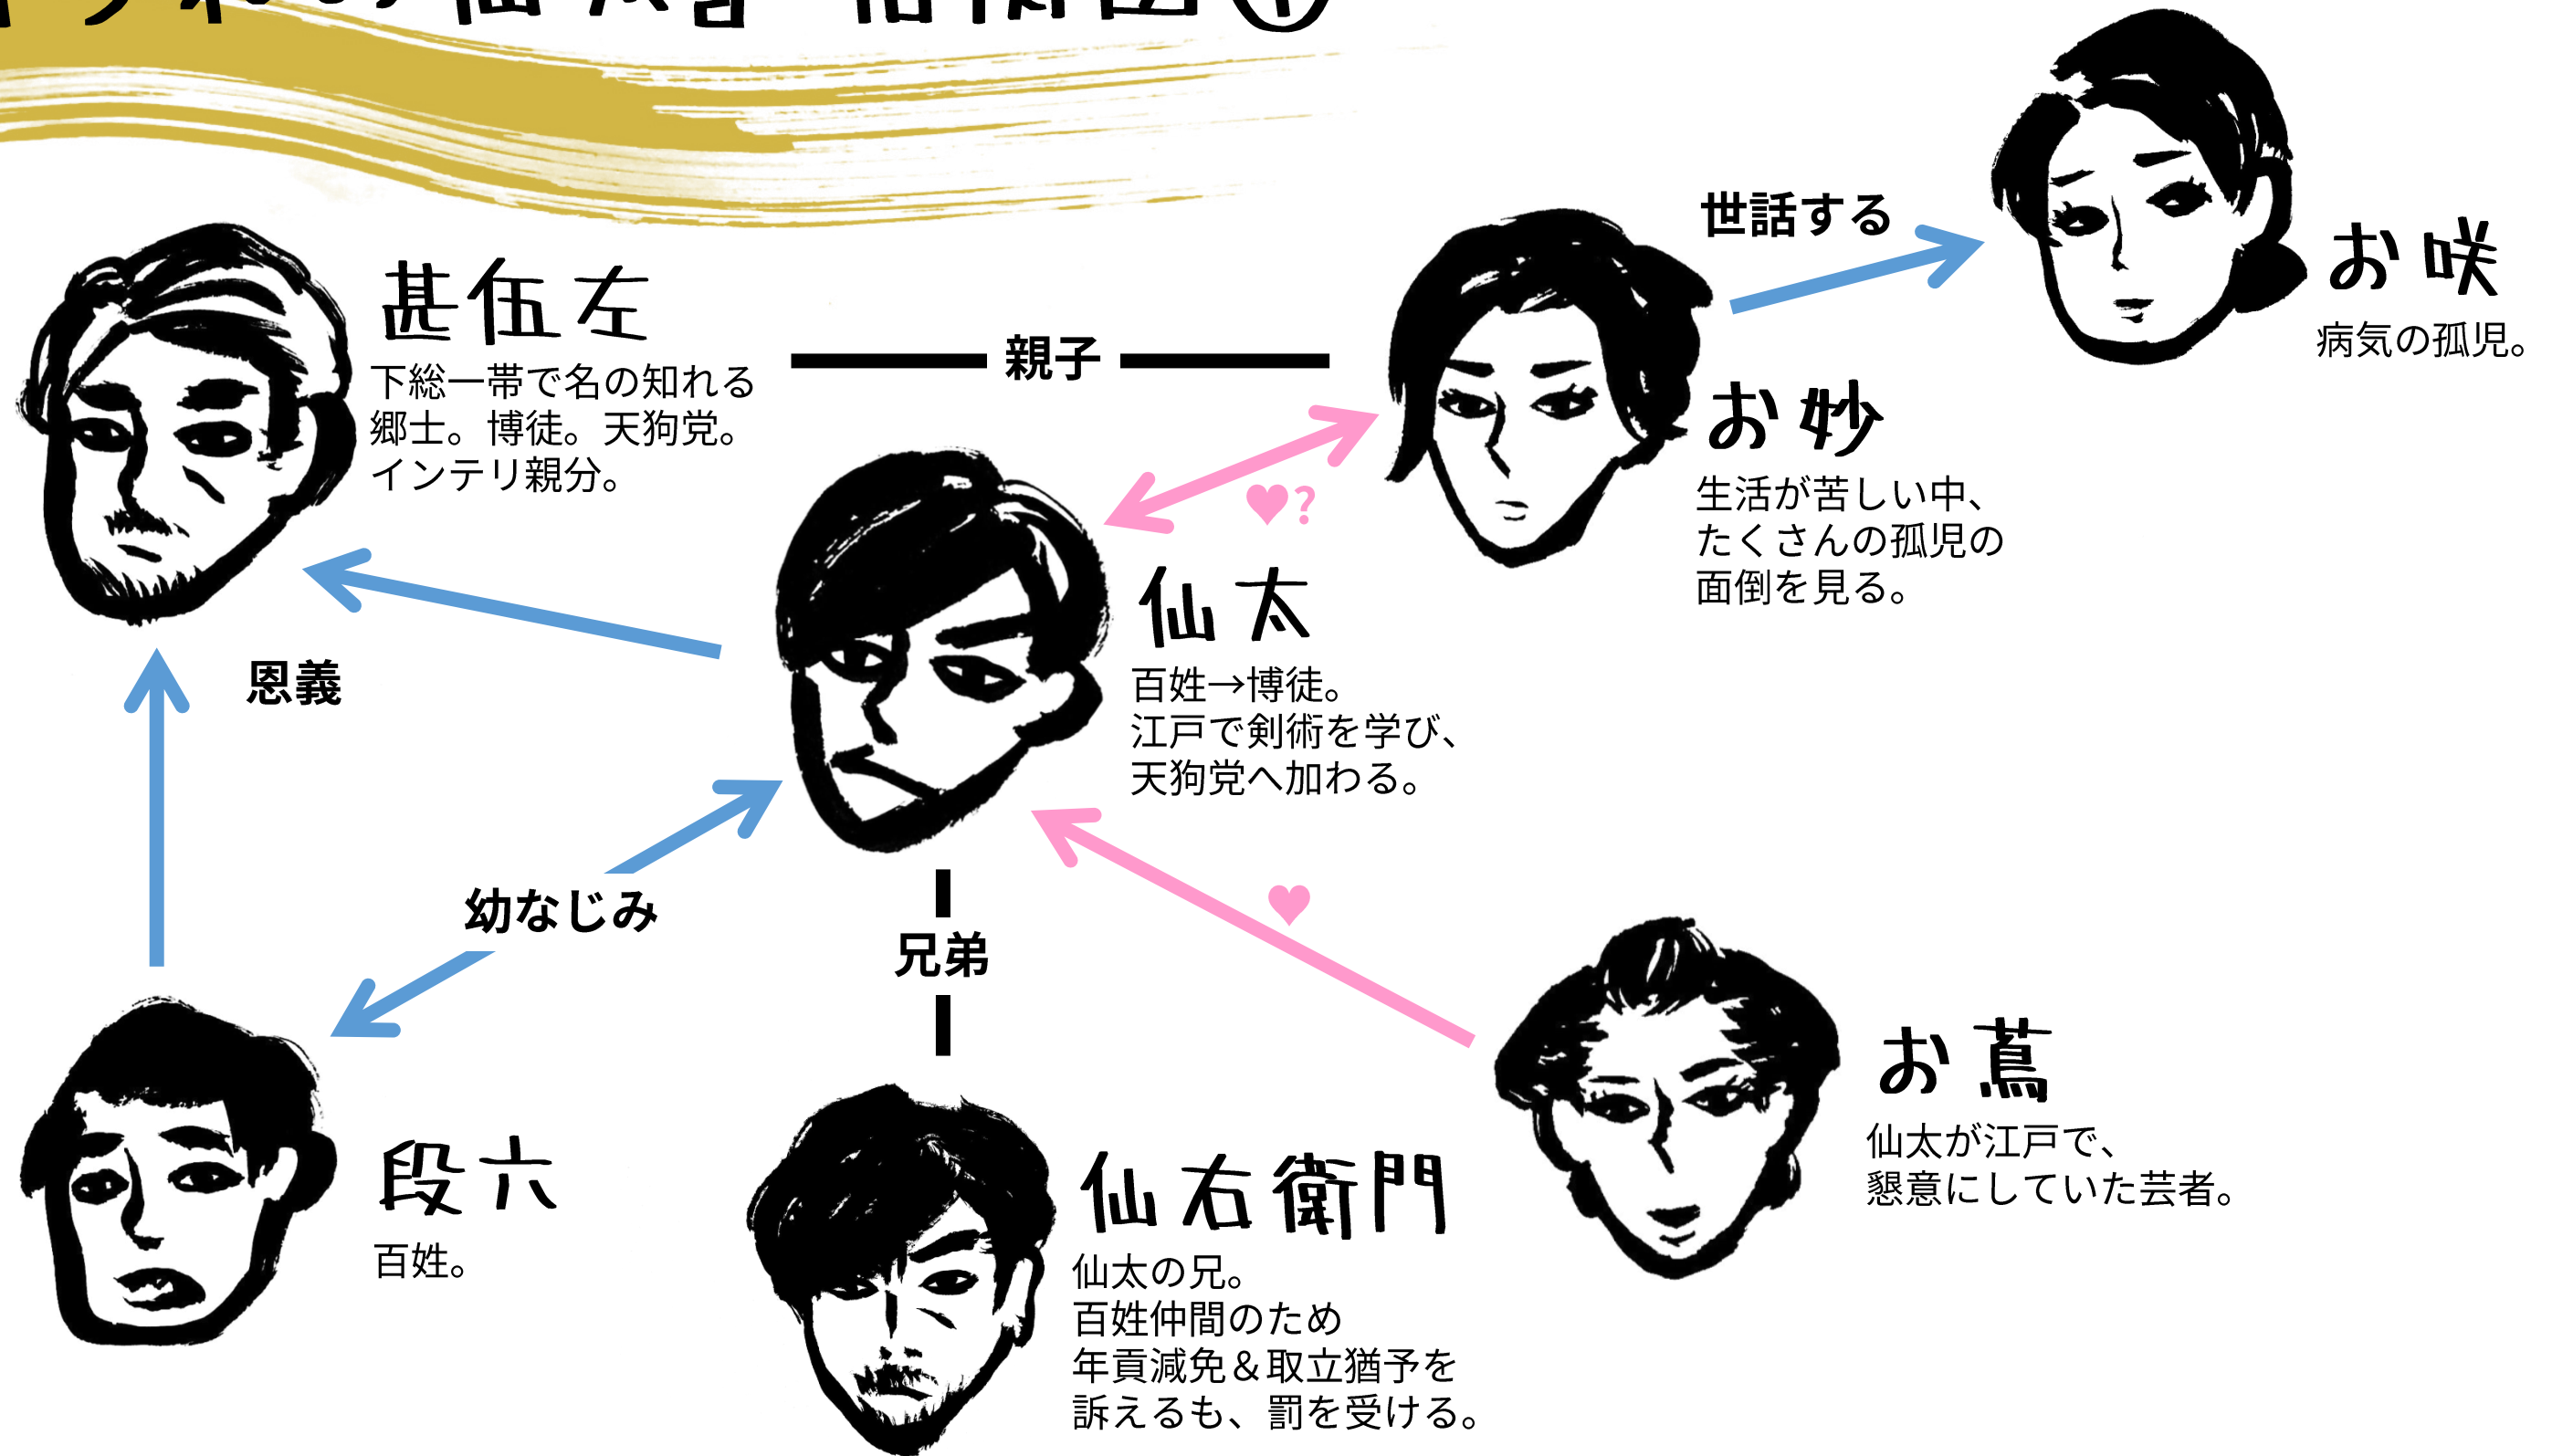 甚伍左
下総一帯で名の知れる
郷士。博徒。天狗党。
インテリ親分。
親子
世話する
お咲
病気の孤児。
お妙
生活が苦しい中、
たくさんの孤児の
面倒を見る。
♥?
仙太
百姓→博徒。
江戸で剣術を学び、
天狗党へ加わる。
恩義
幼なじみ
兄弟
♥
段六
百姓。
仙右衛門
仙太の兄。
百姓仲間のため
年貢減免＆取立猶予を
訴えるも、罰を受ける。
お蔦
仙太が江戸で、
懇意にしていた芸者。